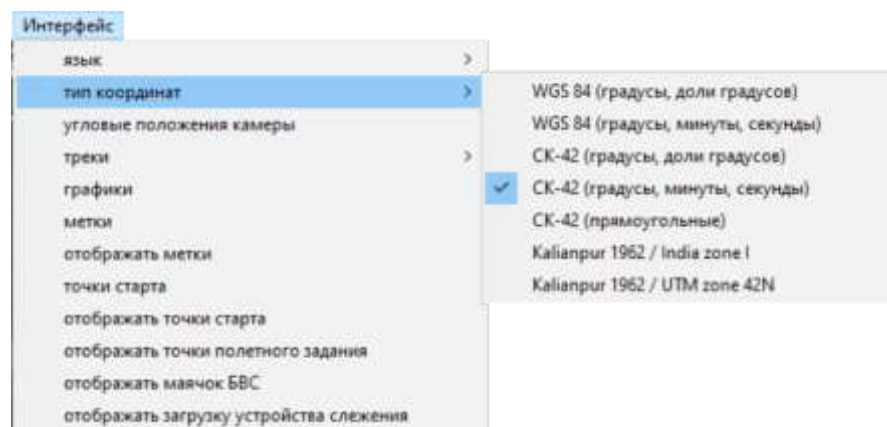 Интерфейс
язык
тип координат
угловые положения камеры
треки
графики
метки
отображать метки
точки старта
отображать точки старта
отображать точки полетного задания
отображать маячок БВС
отображать загрузку устройства слежения
WGS 84 (градусы, доли градусов)
WGS 84 (градусы, минуты, секунды)
СК-42 (градусы, доли градусов)
СК-42 (градусы, минуты, секунды)
СК-42 (прямоугольные)
Kalianpur 1962 / India zone I
Kalianpur 1962 / UTM zone 42N